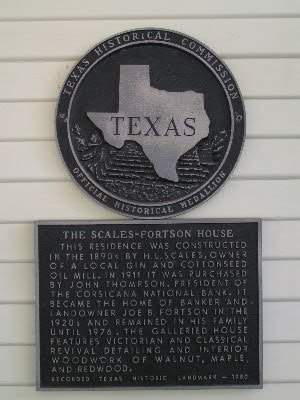 TEXAS HISTORICAL COMMISSION
TEXAS
OFFICIAL HISTORICAL MEDALLION
THE SCALES-FORTSON HOUSE
THIS RESIDENCE WAS CONSTRUCTED
IN THE 1890s BY H.L. SCALES, OWNER
OF A LOCAL GIN AND COTTONSEED
OIL MILL. IN 1911 IT WAS PURCHASED
BY JOHN THOMPSON, PRESIDENT OF
THE CORSICANA NATIONAL BANK. IT
BECAME THE HOME OF BANKER AND
LANDOWNER JOE B. FORTSON IN THE
1920s AND REMAINED IN HIS FAMILY
UNTIL 1976. THE GALLERIED HOUSE
FEATURES VICTORIAN AND CLASSICAL
REVIVAL DETAILING AND INTERIOR
WOODWORK OF WALNUT, MAPLE,
AND REDWOOD.
RECORDED TEXAS HISTORIC LANDMARK - 1980